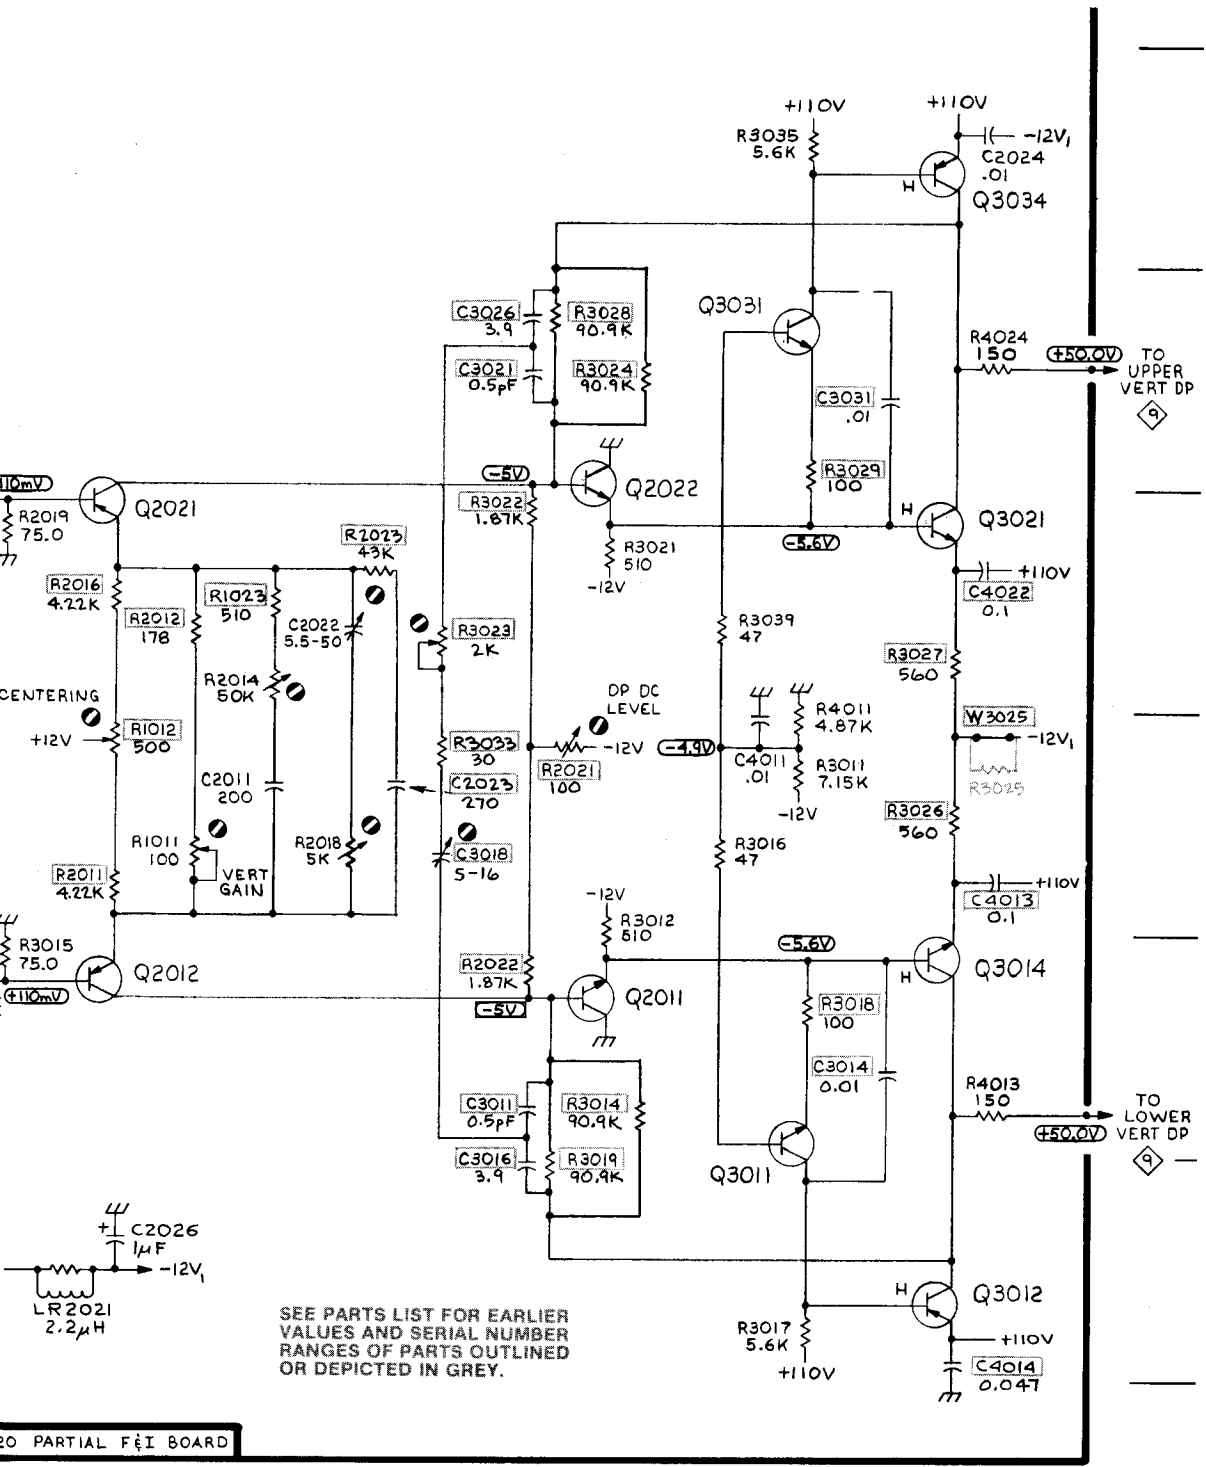 +110V
+110V
R3035
5.6K
-12V1
C2024
.01
H
Q3034
Q3031
C3026
3.9
R3028
90.9K
C3021
0.5pF
R3024
90.9K
R4024
150
+50.0V
TO
UPPER
VERT DP
9
C3031
.01
R3029
100
110mV
Q2021
-5V
Q2022
H
Q3021
R2019
75.0
R3022
1.87K
R2023
43K
R3021
510
-12V
-5.6V
+110V
C4022
0.1
R2016
4.22K
R2012
178
R1023
510
C2022
5.5-50
R3023
2K
R3039
47
R3027
560
R2014
50K
CENTERING
+12V
R1012
500
DP DC
LEVEL
-12V
R2021
100
R4011
4.87K
-4.9V
C4011
.01
R3011
7.15K
-12V
W3025
-12V1
R3025
R3033
30
C2011
200
C2023
270
R3026
560
R1011
100
VERT
GAIN
R2018
5K
C3018
5-16
R3016
47
R2011
4.22K
+110V
C4013
0.1
-12V
R3012
510
R3015
75.0
+110mV
Q2012
R2022
1.87K
-5V
Q2011
-5.6V
H
Q3014
R3018
100
C3014
0.01
C3011
0.5pF
R3014
90.9K
R4013
150
+50.0V
TO
LOWER
VERT DP
9
C3016
3.9
R3019
90.9K
Q3011
+
C2026
1μF
-12V1
LR2021
2.2μH
H
Q3012
R3017
5.6K
+110V
+110V
C4014
0.047
SEE PARTS LIST FOR EARLIER
VALUES AND SERIAL NUMBER
RANGES OF PARTS OUTLINED
OR DEPICTED IN GREY.
20 PARTIAL F&I BOARD